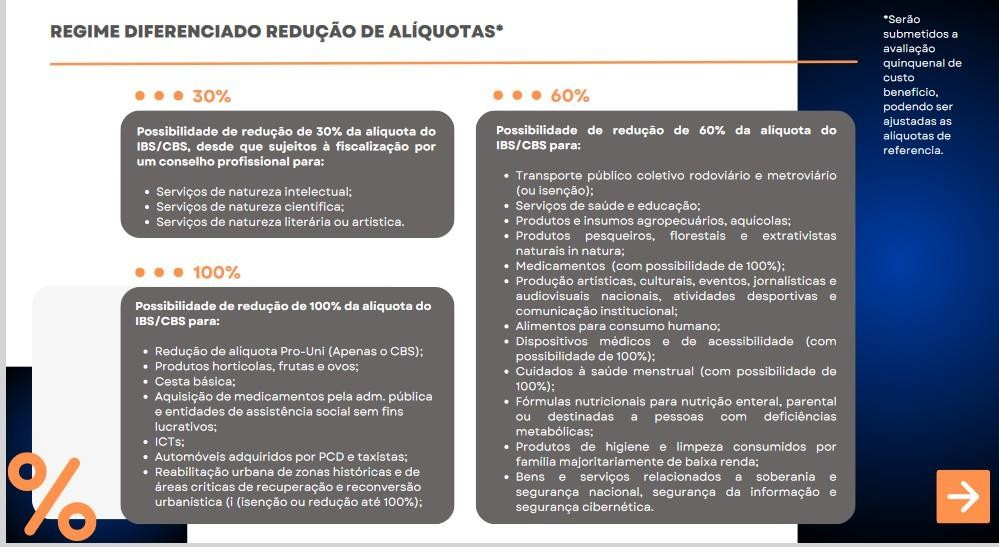 REGIME DIFERENCIADO REDUÇÃO DE ALÍQUOTAS*
30%
Possibilidade de redução de 30% da alíquota do
IBS/CBS, desde que sujeitos à fiscalização por
um conselho profissional para:
Serviços de natureza intelectual;
Serviços de natureza científica;
Serviços de natureza literária ou artística.
100%
Possibilidade de redução de 100% da alíquota do
IBS/CBS para:
Redução de alíquota Pro-Uni (Apenas o CBS);
Produtos hortícolas, frutas e ovos;
Cesta básica;
Aquisição de medicamentos pela adm. pública
e entidades de assistência social sem fins
lucrativos;
ICTs;
Automóveis adquiridos por PCD e taxistas;
Reabilitação urbana de zonas históricas e de
áreas críticas de recuperação e reconversão
urbanística (i (isenção ou redução até 100%);
60%
Possibilidade de redução de 60% da alíquota do
IBS/CBS para:
Transporte público coletivo rodoviário e metroviário
(ou isenção);
Serviços de saúde e educação;
Produtos e insumos agropecuários, aquícolas;
Produtos pesqueiros, florestais e extrativistas
naturais in natura;
Medicamentos (com possibilidade de 100%);
Produção artísticas, culturais, eventos, jornalísticas e
audiovisuais nacionais, atividades desportivas e
comunicação institucional;
Alimentos para consumo humano;
Dispositivos médicos e de acessibilidade (com
possibilidade de 100%);
Cuidados à saúde menstrual (com possibilidade de
100%);
Fórmulas nutricionais para nutrição enteral, parental
ou destinadas a pessoas com deficiências
metabólicas;
Produtos de higiene e limpeza consumidos por
família majoritariamente de baixa renda;
Bens e serviços relacionados a soberania e
segurança nacional, segurança da informação e
segurança cibernética.
*Serão
submetidos a
avaliação
quinquenal de
custo
benefício,
podendo ser
ajustadas as
alíquotas de
referencia.
%